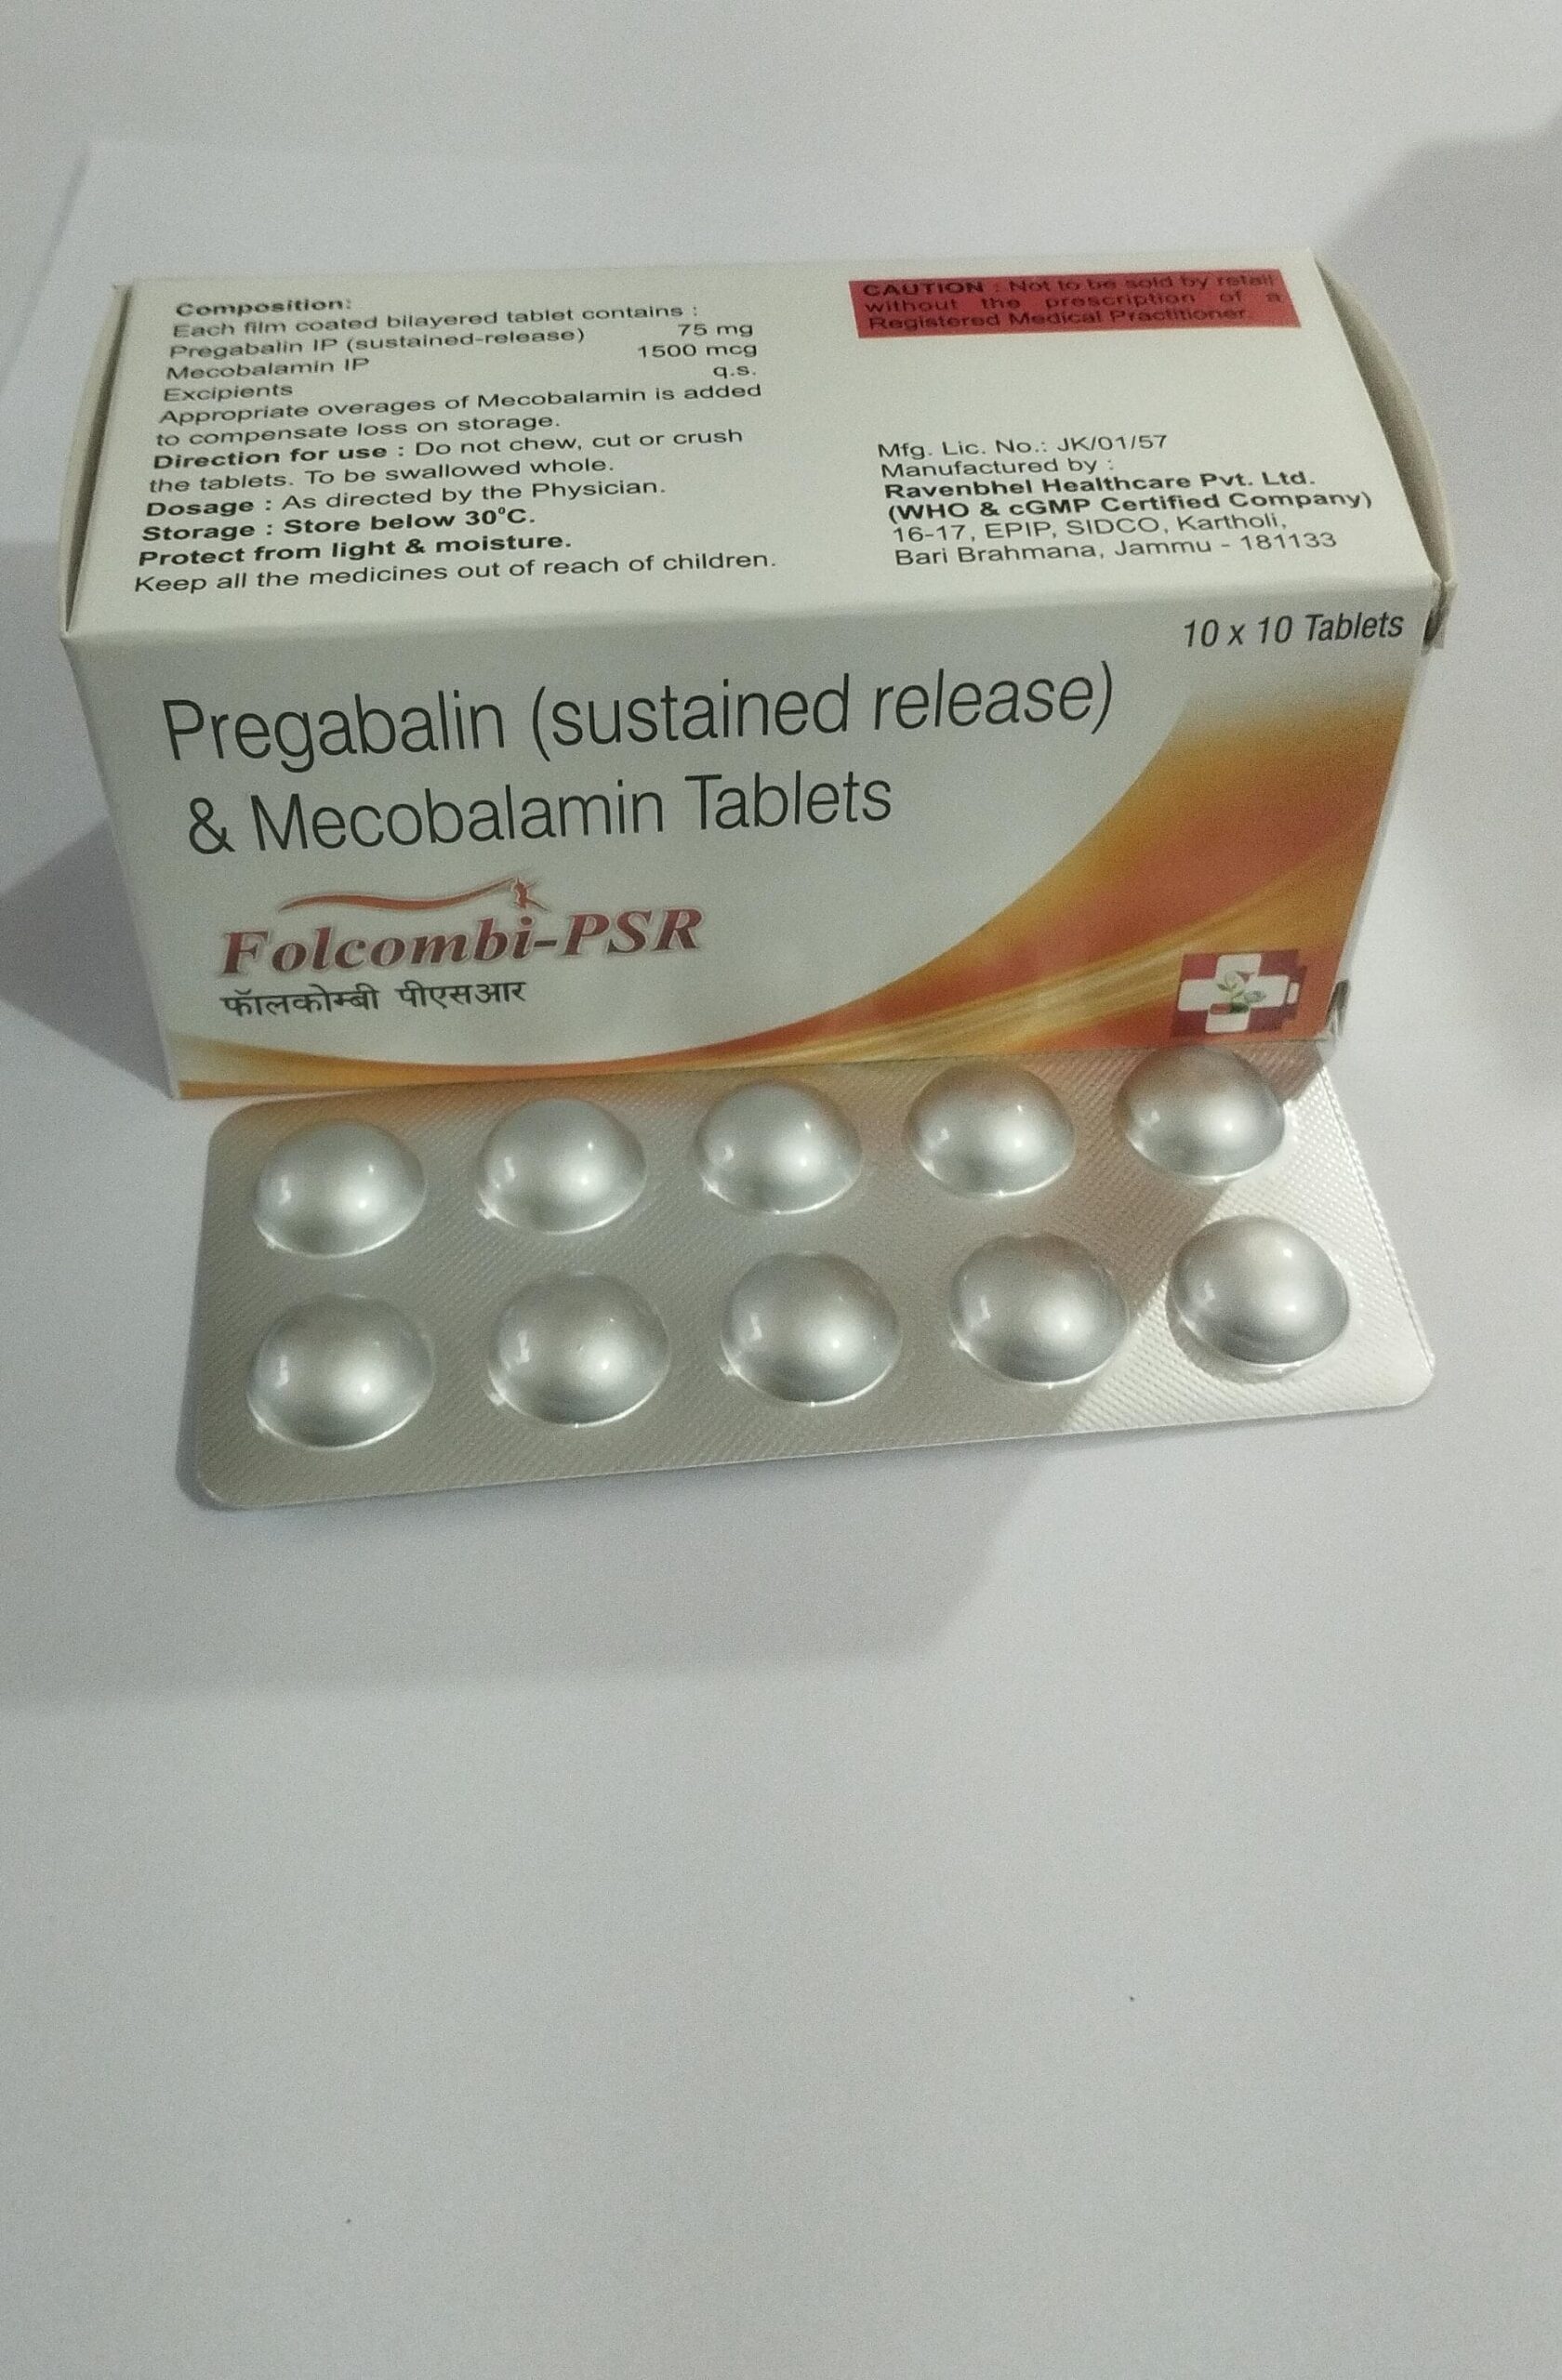 Composition:
Each film coated bilayered tablet contains :
Pregabalin IP (sustained-release) 75 mg
Mecobalamin IP 1500 mcg
Excipients q.s.
Appropriate overages of Mecobalamin is added
to compensate loss on storage.
Direction for use : Do not chew, cut or crush
the tablets. To be swallowed whole.
Dosage : As directed by the Physician.
Storage : Store below 30°C.
Protect from light & moisture.
Keep all the medicines out of reach of children.
CAUTION : Not to be sold by retail
without the prescription of a
Registered Medical Practitioner.
Mfg. Lic. No.: JK/01/57
Manufactured by :
Ravenbhel Healthcare Pvt. Ltd.
(WHO & cGMP Certified Company)
16-17, EPIP, SIDCO, Kartholi,
Bari Brahmana, Jammu - 181133
10 x 10 Tablets
Pregabalin (sustained release)
& Mecobalamin Tablets
Folcombi-PSR
फॅालकोम्बी पीएसआर